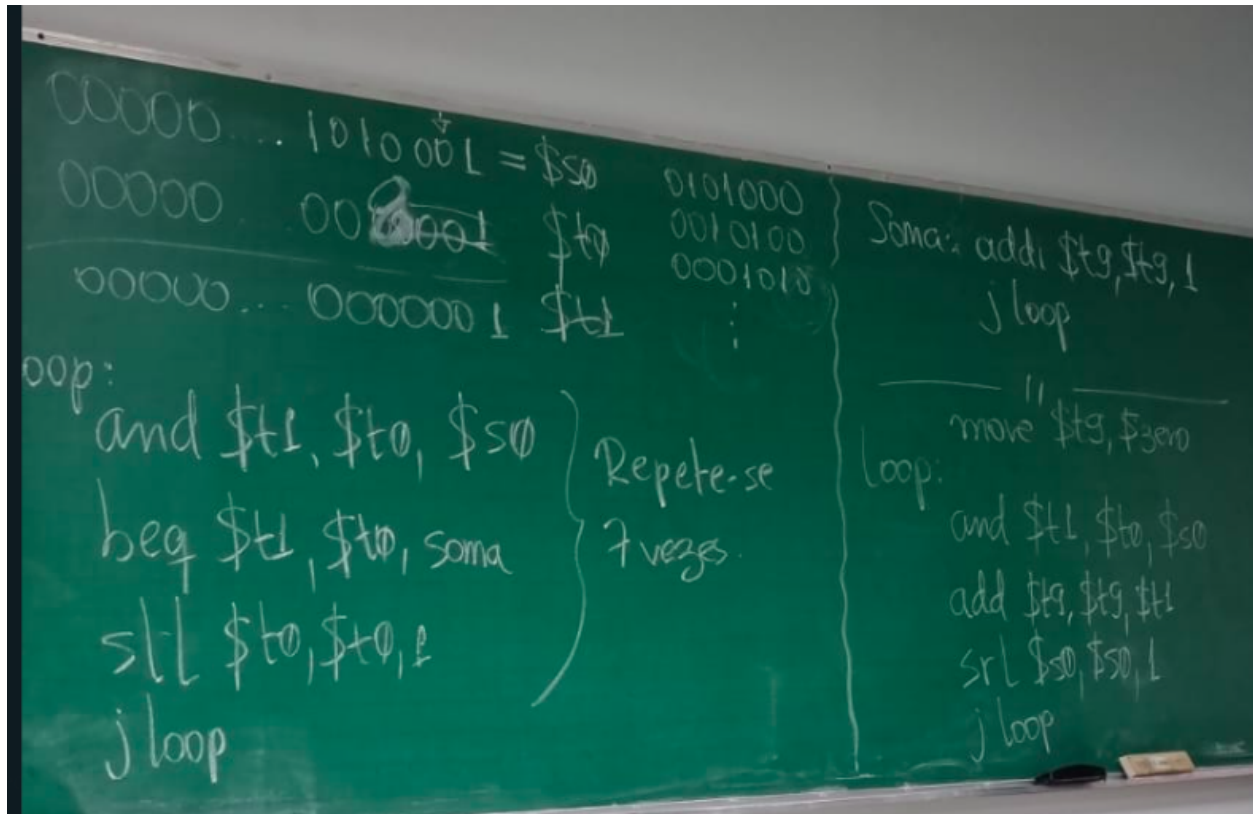 00000 ... 1010001 = $s0
00000 ... 001 $t0
00000 ... 0000001 $t1
0101000
0010100
0001010
⋮
oop:
and $t1, $t0, $s0
beq $t1, $t0, soma
sll $t0, $t0, 1
j loop
Repete-se
7 vezes.
Soma: addi $t9, $t9, 1
j loop
move $t9, $zero
loop:
and $t1, $t0, $s0
add $t9, $t9, $t1
srl $s0, $s0, 1
j loop